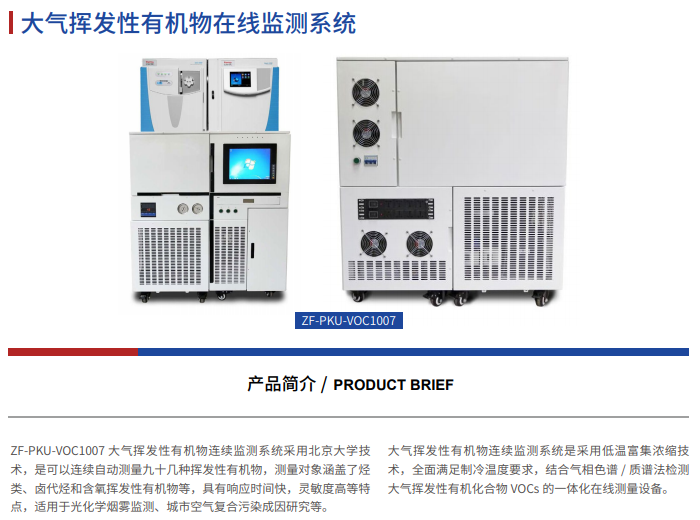 大气挥发性有机物在线监测系统
ZF-PKU-VOC1007
产品简介 / PRODUCT BRIEF
ZF-PKU-VOC1007 大气挥发性有机物连续监测系统采用北京大学技
术，是可以连续自动测量九十几种挥发性有机物，测量对象涵盖了烃
类、卤代烃和含氧挥发性有机物等，具有响应时间快，灵敏度高等特
点，适用于光化学烟雾监测、城市空气复合污染成因研究等。
大气挥发性有机物连续监测系统是采用低温富集浓缩技
术，全面满足制冷温度要求，结合气相色谱 / 质谱法检测
大气挥发性有机化合物 VOCs 的一体化在线测量设备。